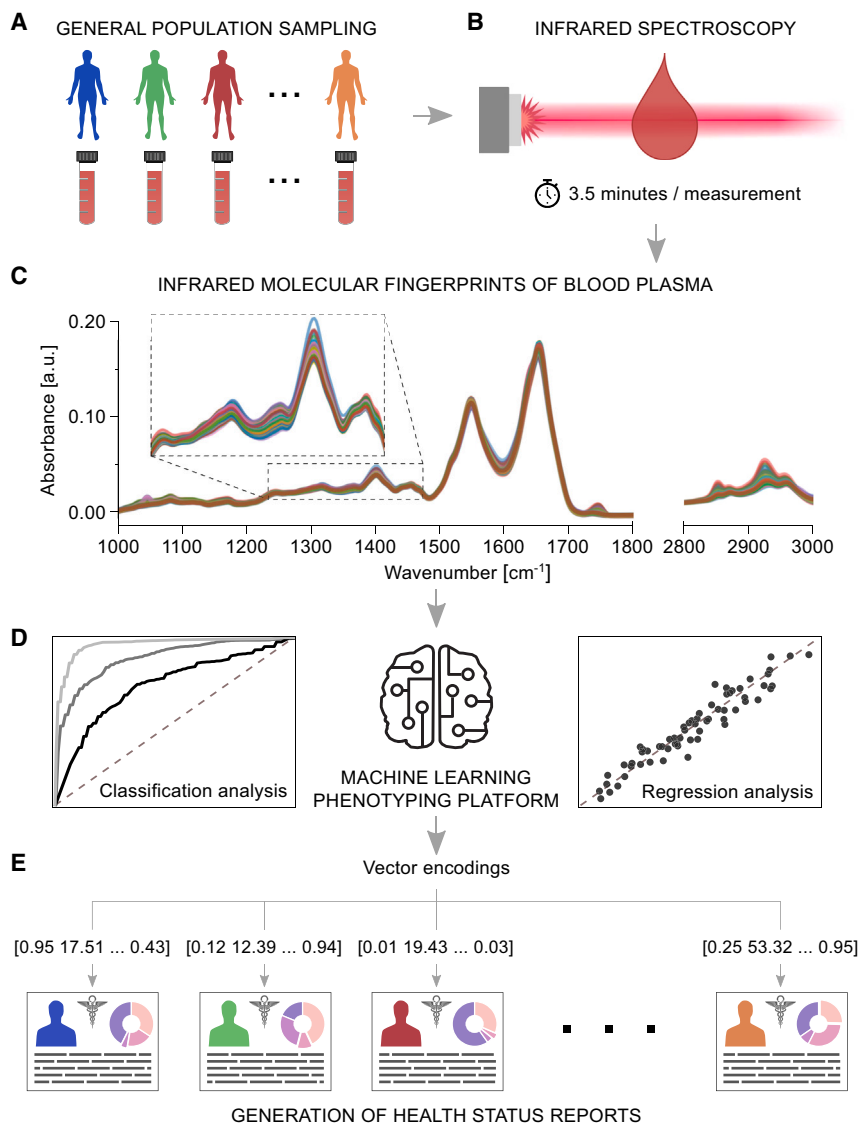 A
GENERAL POPULATION SAMPLING
B
INFRARED SPECTROSCOPY
3.5 minutes / measurement
C
INFRARED MOLECULAR FINGERPRINTS OF BLOOD PLASMA
Absorbance [a.u.]
0.20
0.10
0.00
1000 1100 1200 1300 1400 1500 1600 1700 1800 2800 2900 3000
Wavenumber [cm⁻¹]
D
Classification analysis
MACHINE LEARNING
PHENOTYPING PLATFORM
Regression analysis
E
Vector encodings
[0.95 17.51 ... 0.43] [0.12 12.39 ... 0.94] [0.01 19.43 ... 0.03] [0.25 53.32 ... 0.95]
GENERATION OF HEALTH STATUS REPORTS